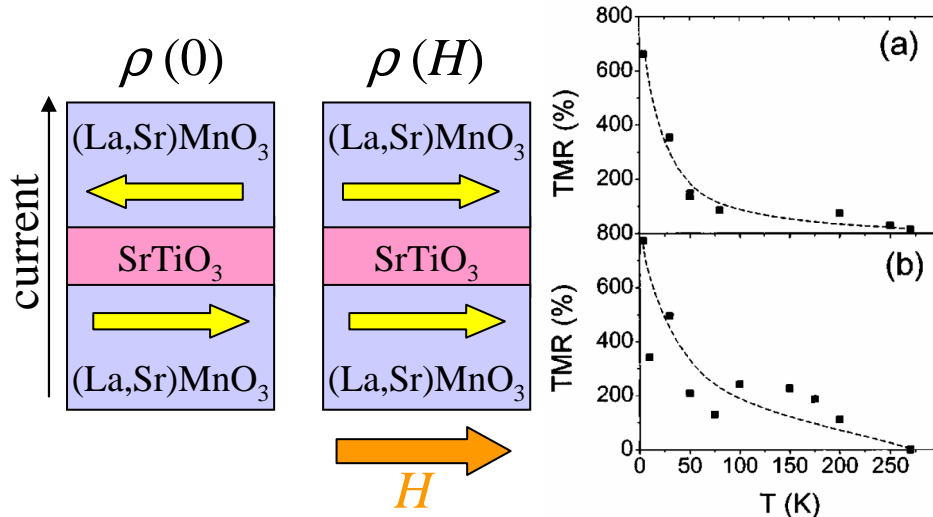 ρ (0)
ρ (H)
current
(La,Sr)MnO₃
(La,Sr)MnO₃
SrTiO₃
SrTiO₃
(La,Sr)MnO₃
(La,Sr)MnO₃
H
(a)
TMR (%)
800
600
400
200
800
(b)
TMR (%)
600
400
200
0
0 50 100 150 200 250
T (K)